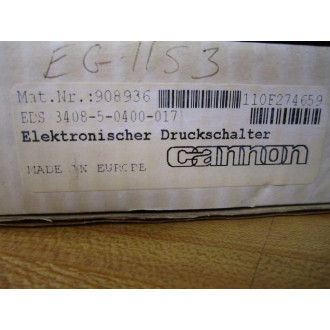 EG-1153
Mat.Nr.:908936 110F274659
EDS 3408-5-0400-017
Elektronischer Druckschalter
MADE IN EUROPE cannon